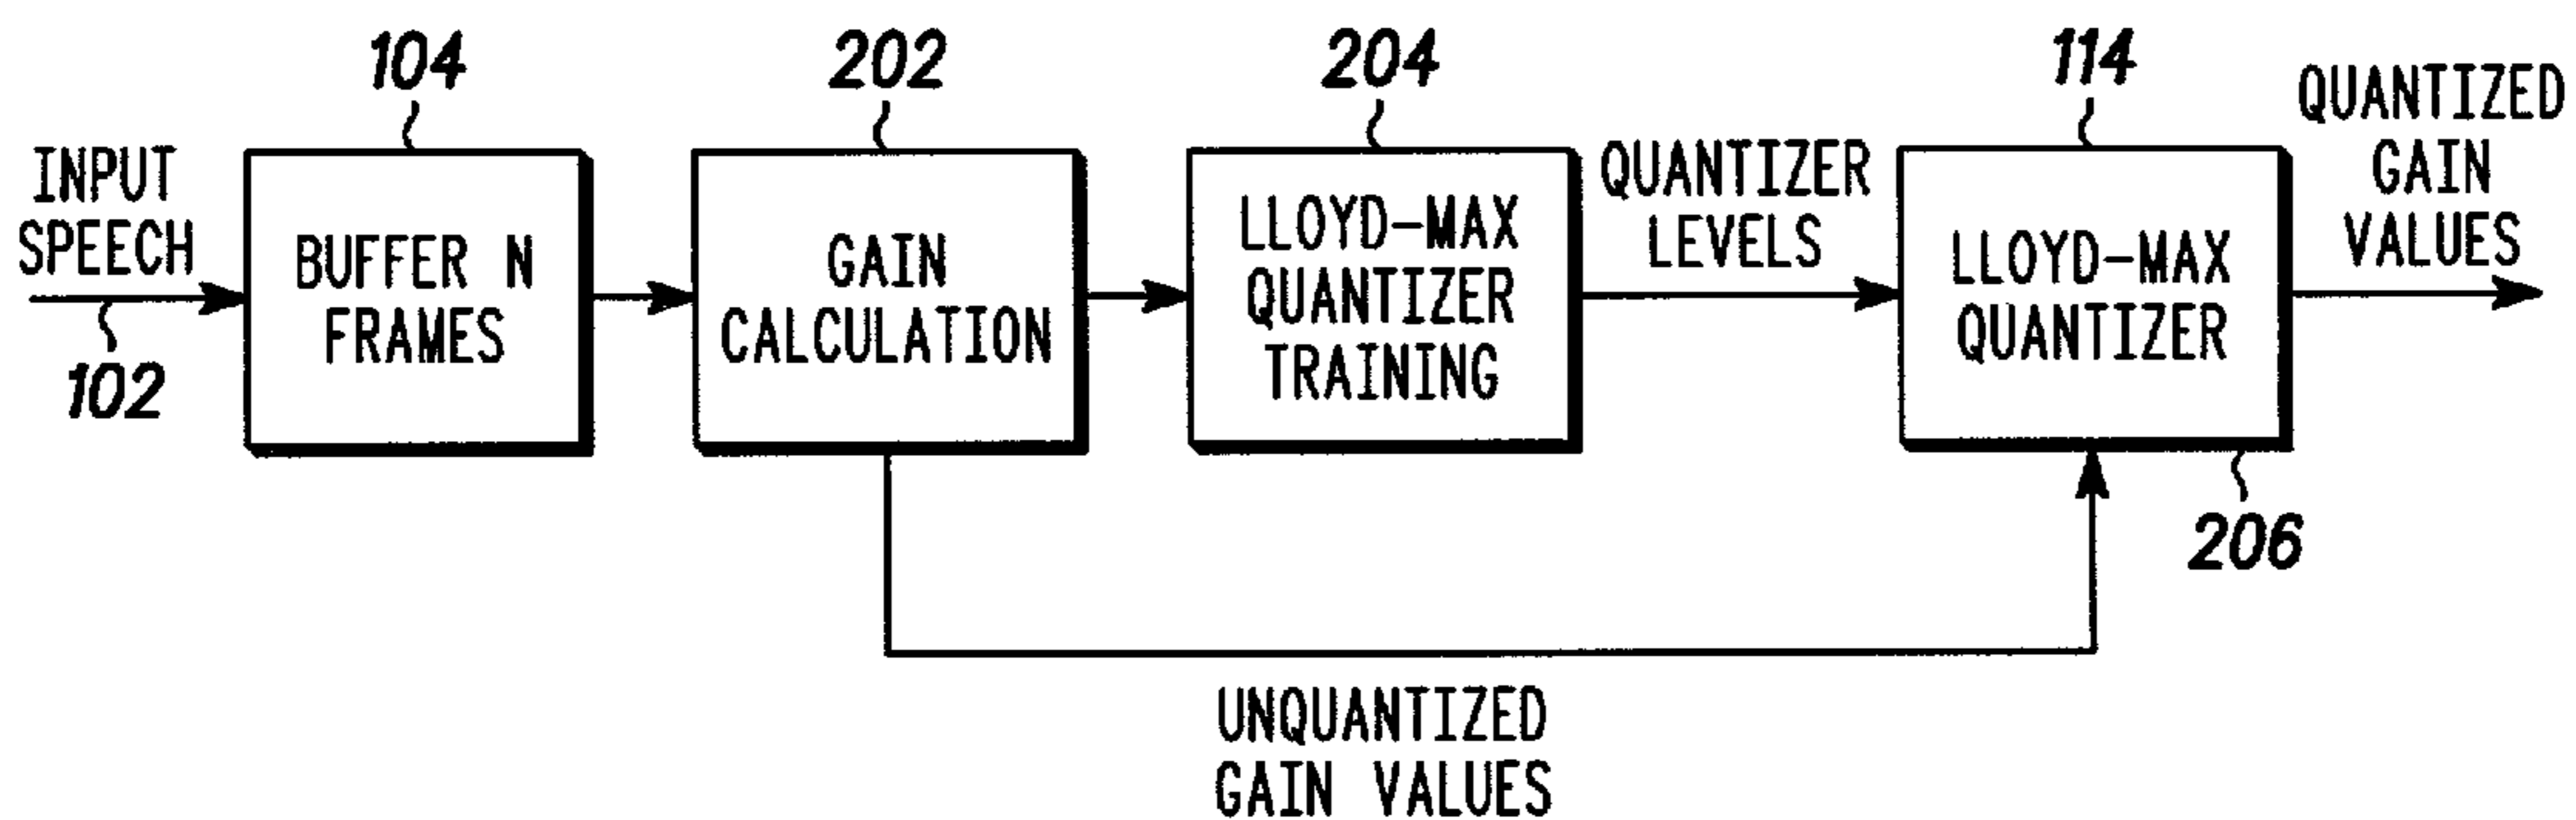 INPUT
SPEECH
102
104
BUFFER N
FRAMES
202
GAIN
CALCULATION
204
LLOYD-MAX
QUANTIZER
TRAINING
QUANTIZER
LEVELS
114
LLOYD-MAX
QUANTIZER
206
QUANTIZED
GAIN
VALUES
UNQUANTIZED
GAIN VALUES